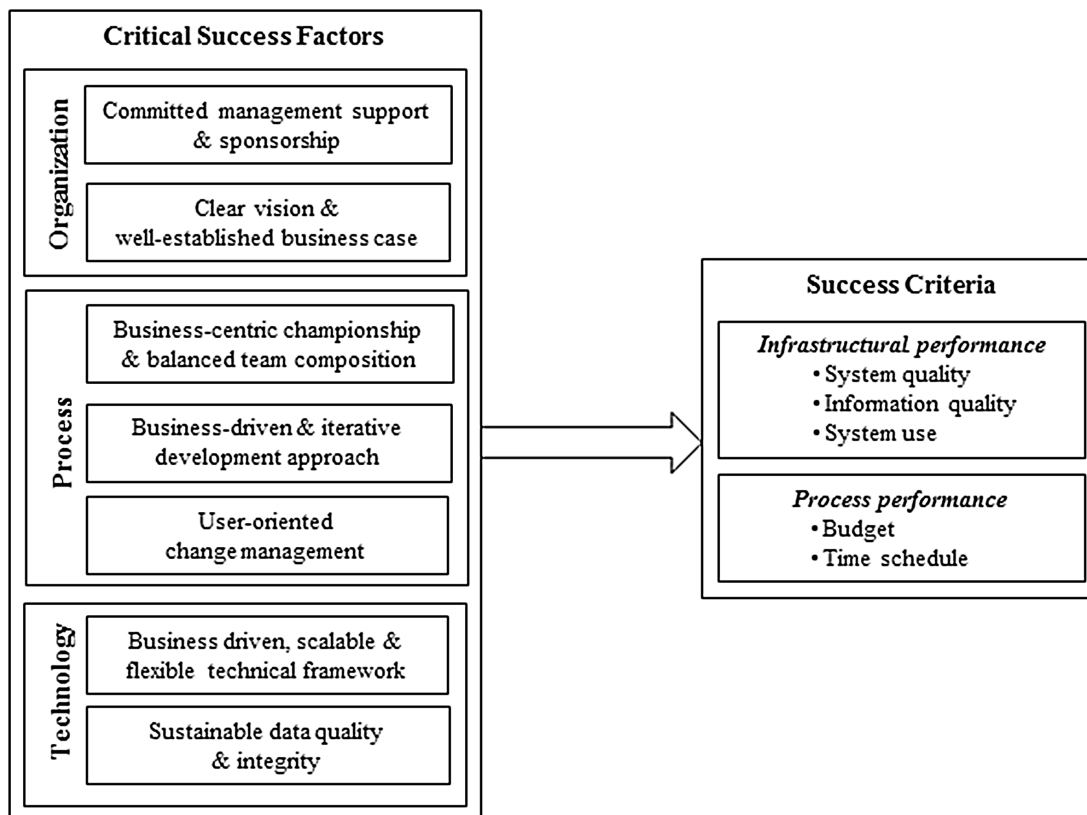 Critical Success Factors
Organization
Committed management support
& sponsorship
Clear vision &
well-established business case
Process
Business-centric championship
& balanced team composition
Business-driven & iterative
development approach
User-oriented
change management
Technology
Business driven, scalable &
flexible technical framework
Sustainable data quality
& integrity
Success Criteria
Infrastructural performance
• System quality
• Information quality
• System use
Process performance
• Budget
• Time schedule